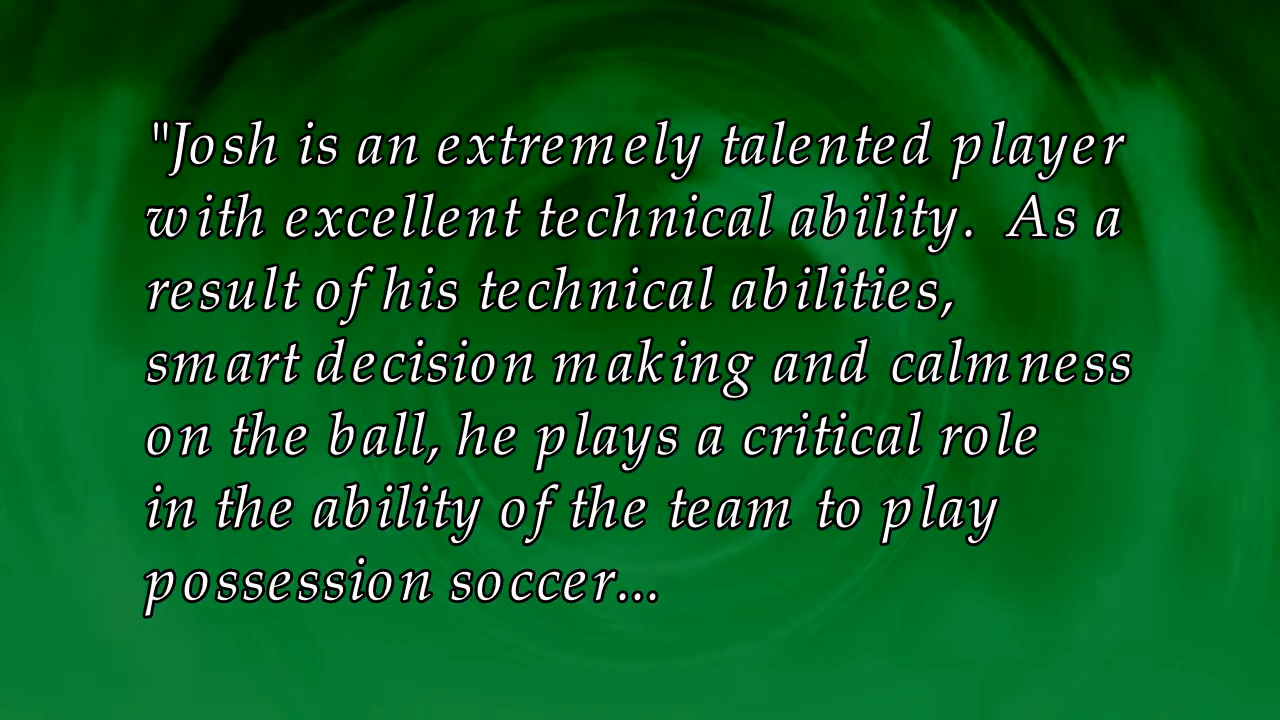 "Josh is an extremely talented player
with excellent technical ability.  As a
result of his technical abilities,
smart decision making and calmness
on the ball, he plays a critical role
in the ability of the team to play
possession soccer...